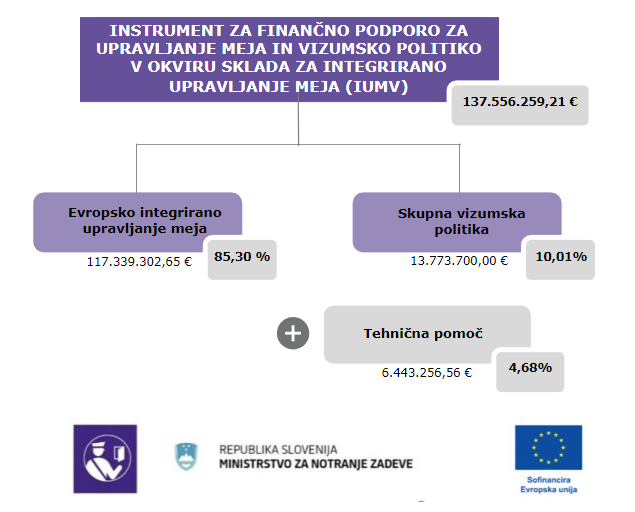 INSTRUMENT ZA FINANČNO PODPORO ZA
UPRAVLJANJE MEJA IN VIZUMSKO POLITIKO
V OKVIRU SKLADA ZA INTEGRIRANO
UPRAVLJANJE MEJA (IUMV)
137.556.259,21 €
Evropsko integrirano
upravljanje meja
85,30 %
117.339.302,65 €
Skupna vizumska
politika
10,01%
13.773.700,00 €
Tehnična pomoč
4,68%
6.443.256,56 €
REPUBLIKA SLOVENIJA
MINISTRSTVO ZA NOTRANJE ZADEVE
Sofinancira
Evropska unija